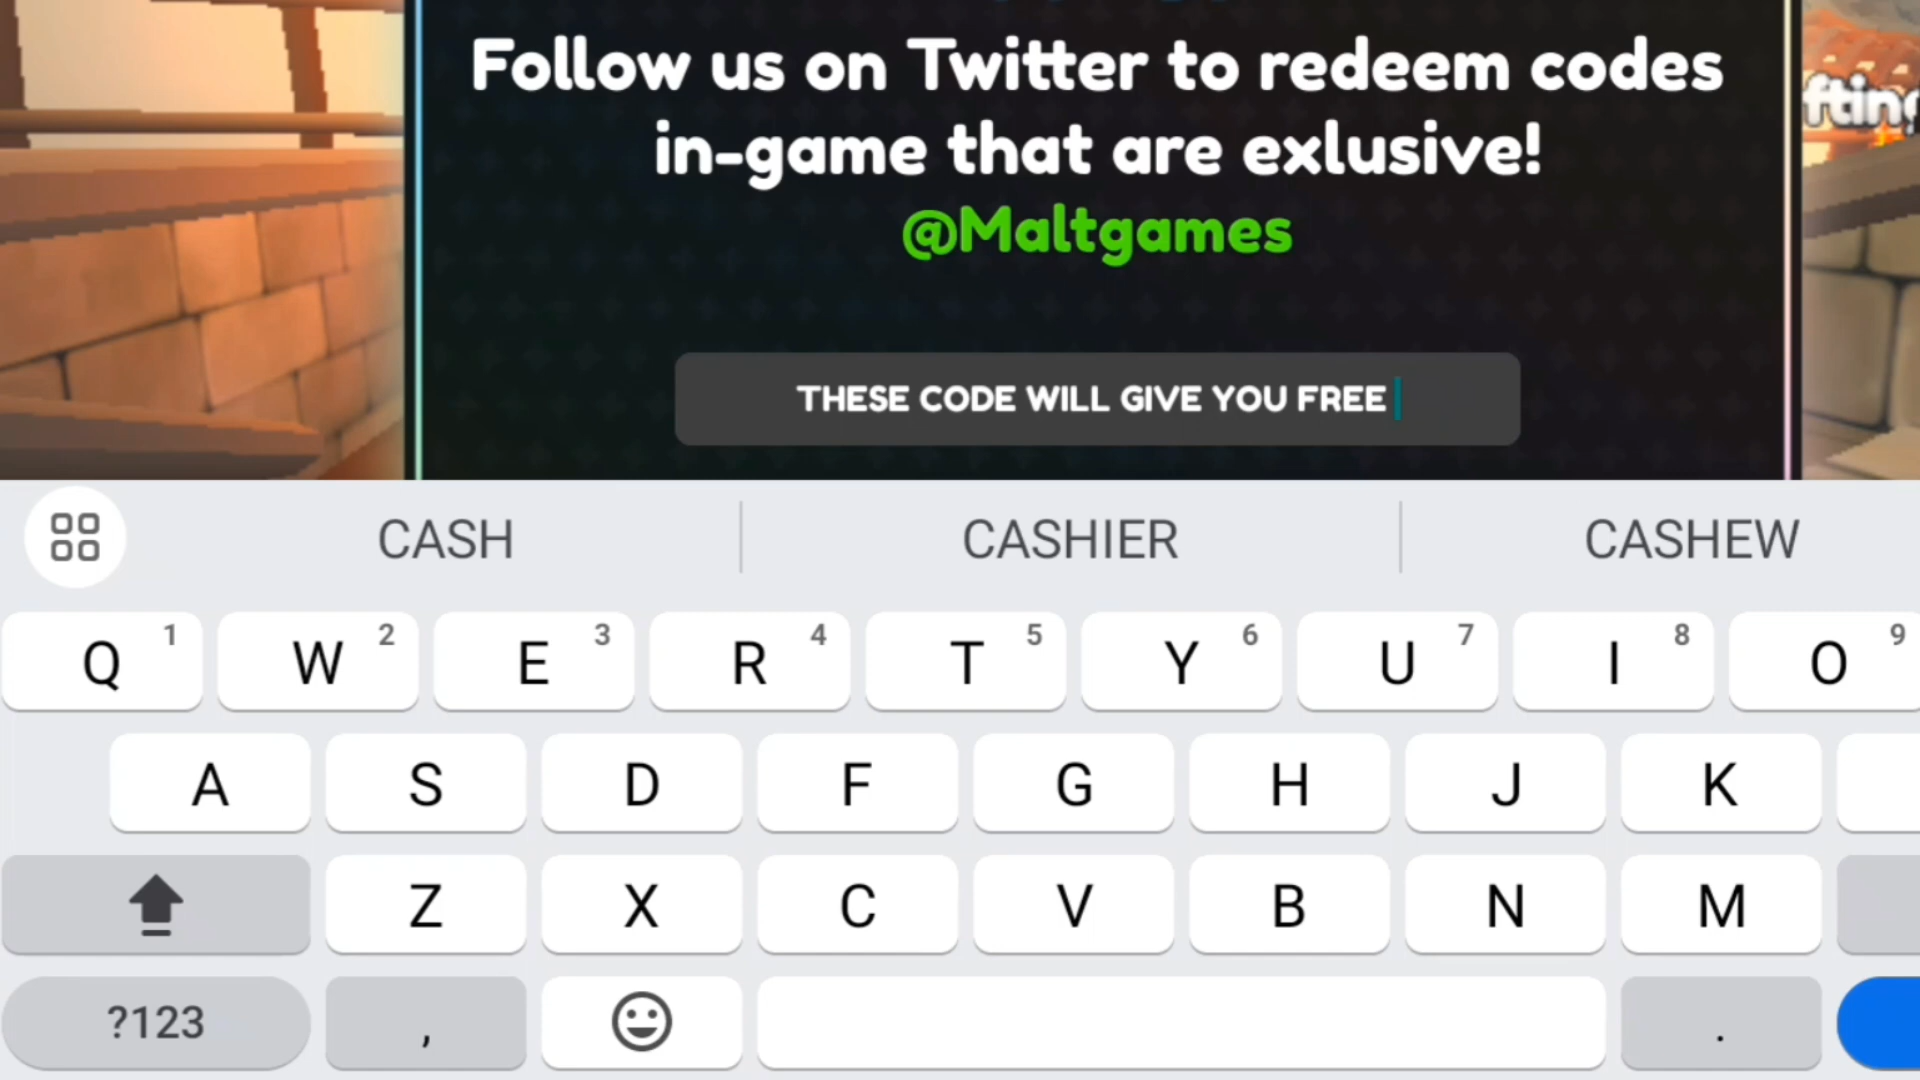 Follow us on Twitter to redeem codes
in-game that are exlusive!
@Maltgames
fting
THESE CODE WILL GIVE YOU FREE
CASH CASHIER CASHEW
Q 1 W 2 E 3 R 4 T 5 Y 6 U 7 I 8 O 9
A S D F G H J K
Z X C V B N M
?123 , .